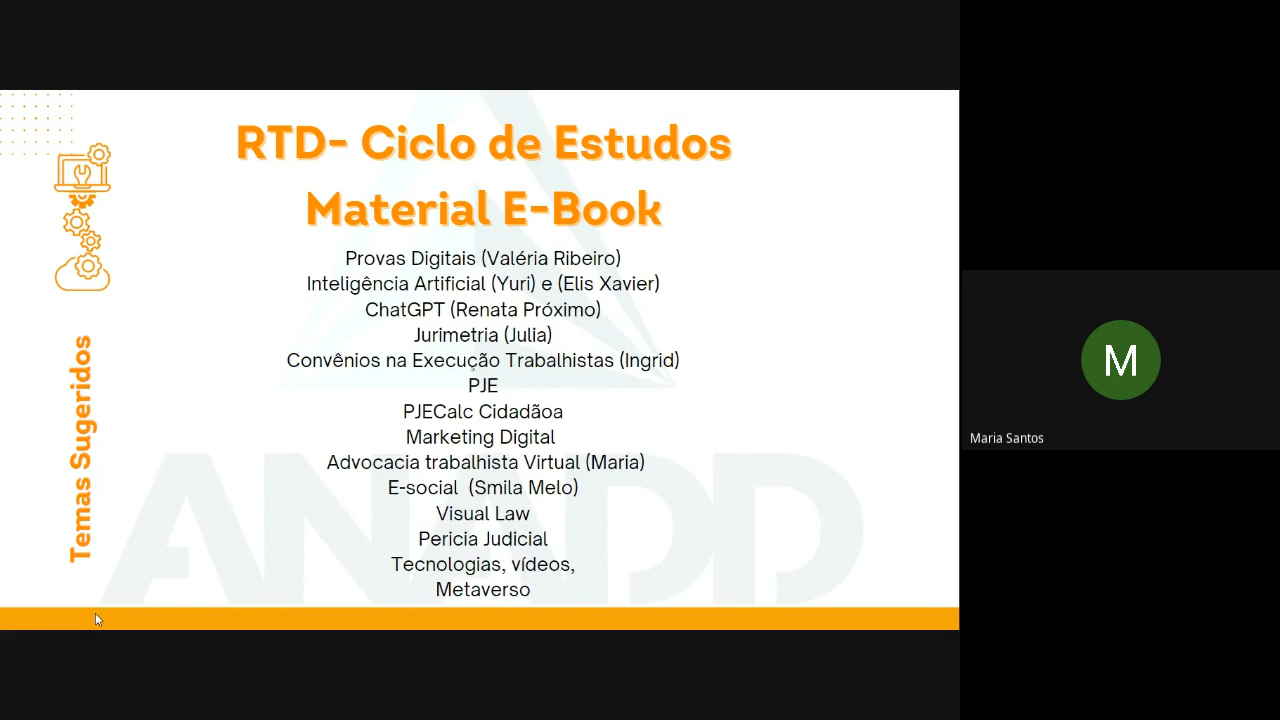 RTD- Ciclo de Estudos
Material E-Book
Provas Digitais (Valéria Ribeiro)
Inteligência Artificial (Yuri) e (Elis Xavier)
ChatGPT (Renata Próximo)
Jurimetria (Julia)
Convênios na Execução Trabalhistas (Ingrid)
PJE
PJECalc Cidadãoa
Marketing Digital
Advocacia trabalhista Virtual (Maria)
E-social (Smila Melo)
Visual Law
Pericia Judicial
Tecnologias, vídeos,
Metaverso
Temas Sugeridos
ANADD
M
Maria Santos